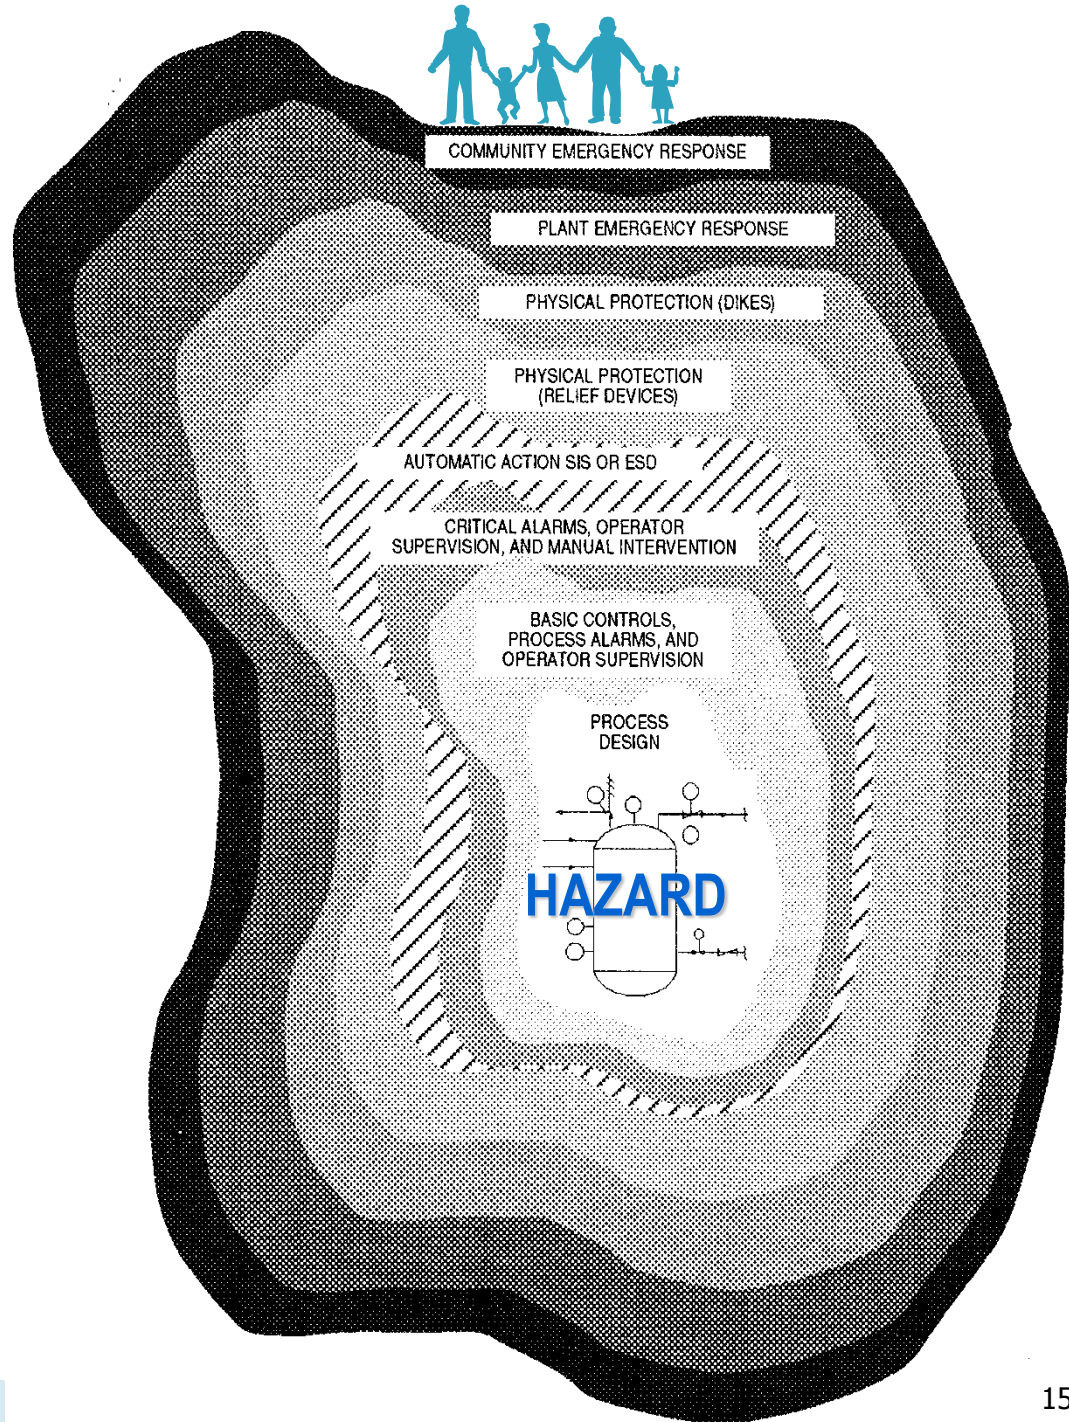 COMMUNITY EMERGENCY RESPONSE
PLANT EMERGENCY RESPONSE
PHYSICAL PROTECTION (DIKES)
PHYSICAL PROTECTION
(RELIEF DEVICES)
AUTOMATIC ACTION SIS OR ESD
CRITICAL ALARMS, OPERATOR
SUPERVISION, AND MANUAL INTERVENTION
BASIC CONTROLS,
PROCESS ALARMS, AND
OPERATOR SUPERVISION
PROCESS
DESIGN
HAZARD
15